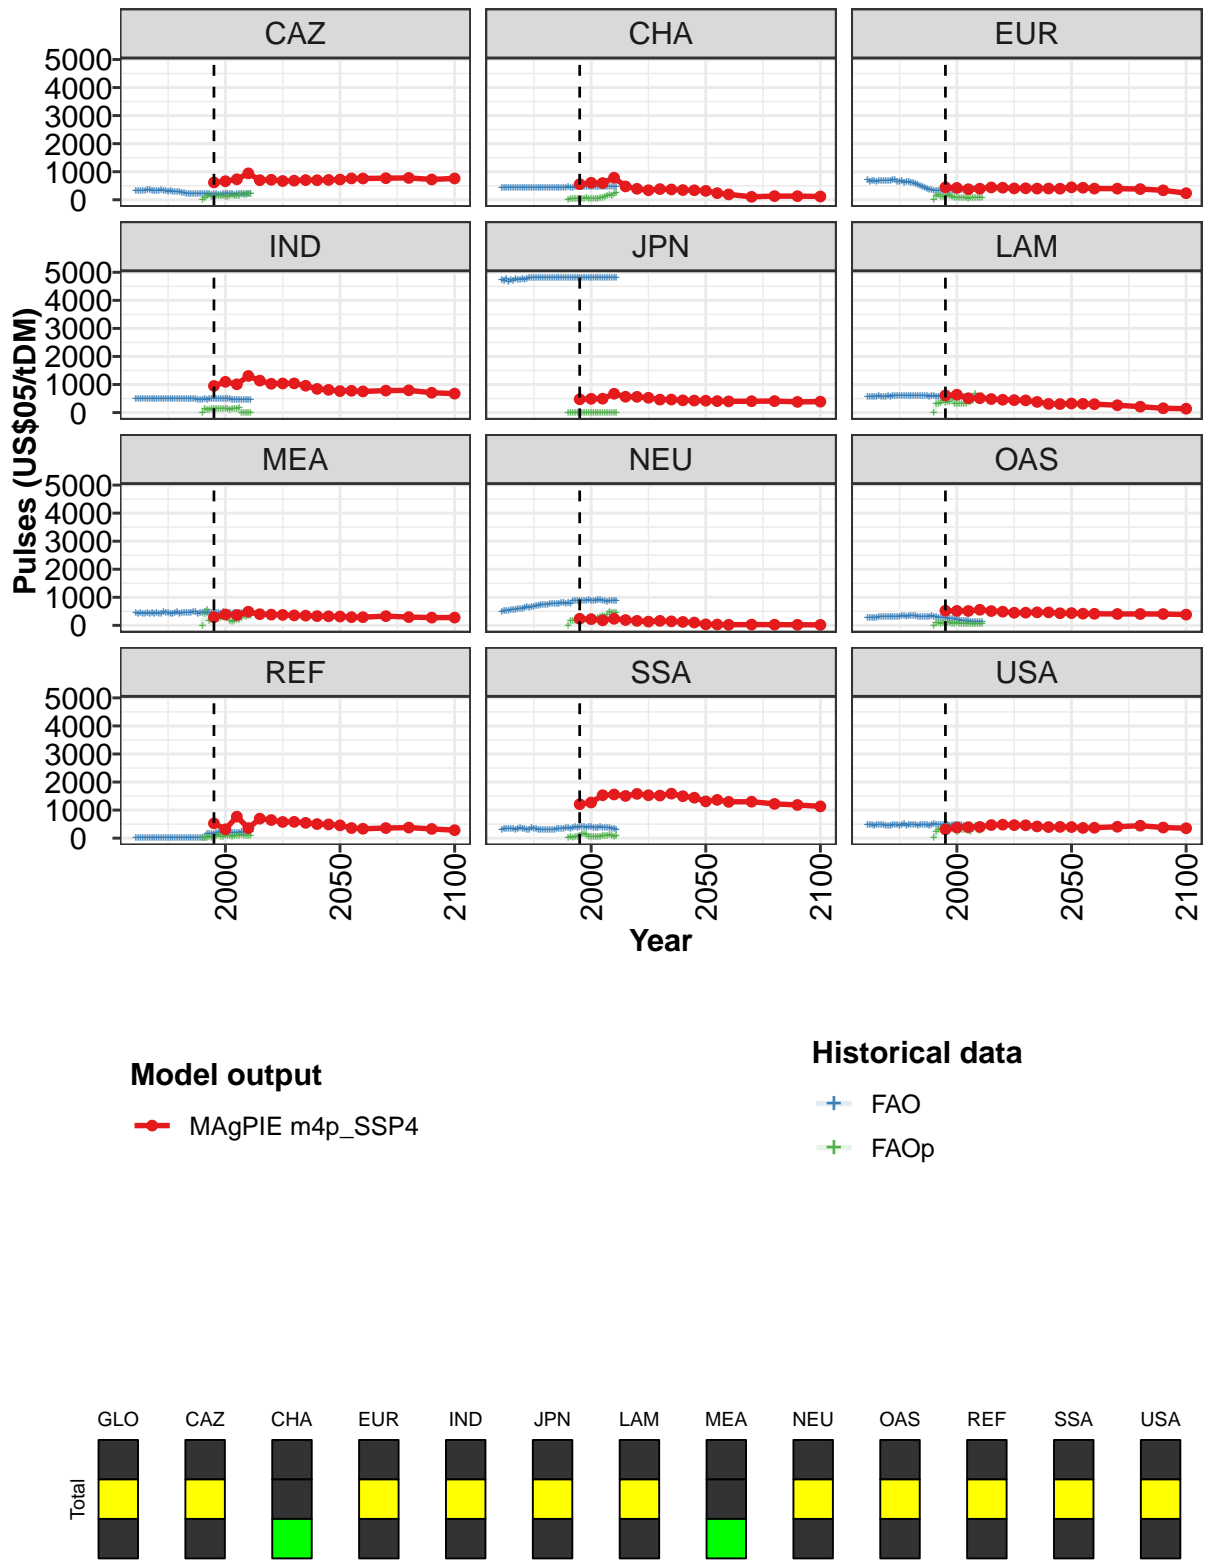 CAZ CHA EUR
5000
4000
3000
2000
1000
0
IND JPN LAM
5000
4000
3000
2000
1000
0
MEA NEU OAS
5000
4000
3000
2000
1000
0
REF SSA USA
5000
4000
3000
2000
1000
0
Pulses (US$05/tDM)
2000 2050 2100 2000 2050 2100 2000 2050 2100
Year
Model output
MAgPIE m4p_SSP4
Historical data
FAO
FAOp
GLO CAZ CHA EUR IND JPN LAM MEA NEU OAS REF SSA USA
Total